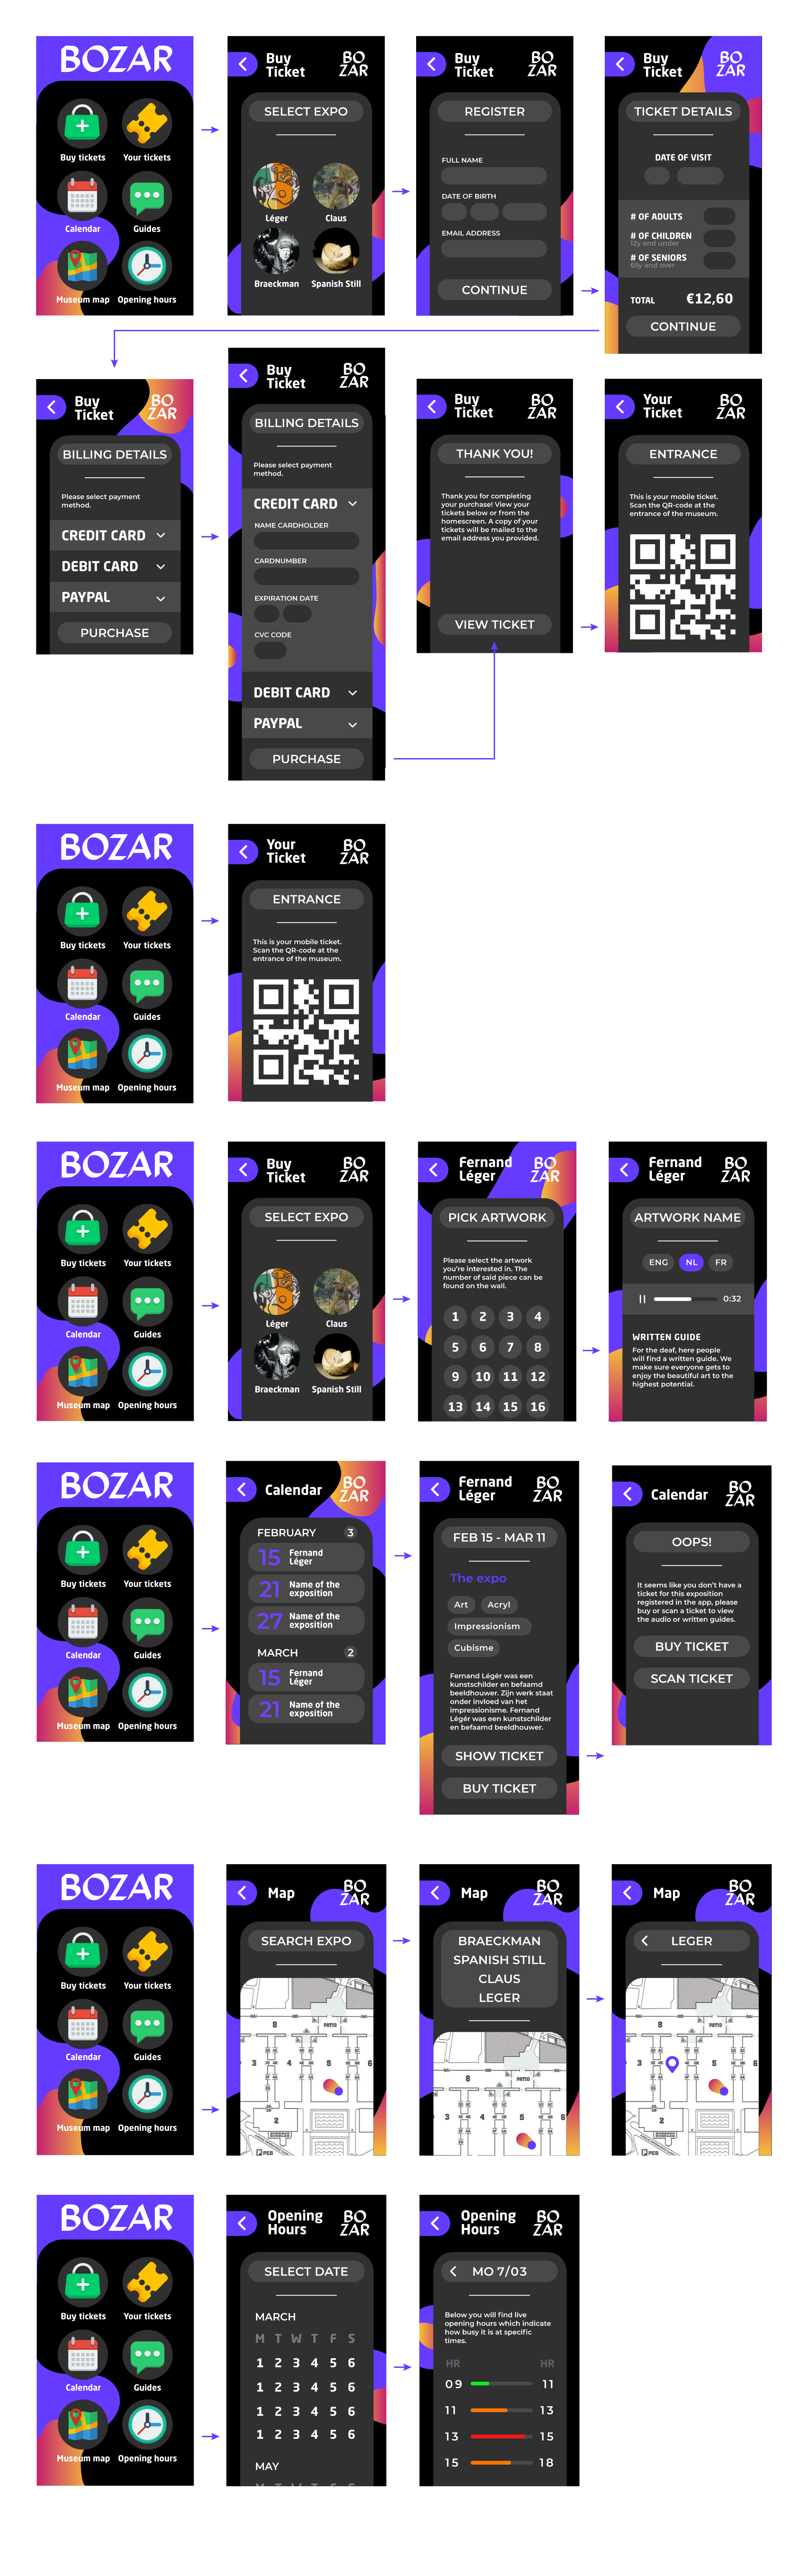 BOZAR
Buy tickets
Your tickets
Calendar
Guides
Museum map
Opening hours
Buy
Ticket
BO
ZAR
SELECT EXPO
Léger
Claus
Braeckman
Spanish Still
Buy
Ticket
BO
ZAR
REGISTER
FULL NAME
DATE OF BIRTH
EMAIL ADDRESS
CONTINUE
Buy
Ticket
BO
ZAR
TICKET DETAILS
DATE OF VISIT
# OF ADULTS
# OF CHILDREN
12y and under
# OF SENIORS
65y and over
TOTAL €12,60
CONTINUE
Buy
Ticket
BO
ZAR
BILLING DETAILS
Please select payment
method.
CREDIT CARD
DEBIT CARD
PAYPAL
PURCHASE
Buy
Ticket
BO
ZAR
BILLING DETAILS
Please select payment
method.
CREDIT CARD
NAME CARDHOLDER
CARDNUMBER
EXPIRATION DATE
CVC CODE
DEBIT CARD
PAYPAL
PURCHASE
Buy
Ticket
BO
ZAR
THANK YOU!
Thank you for completing
your purchase! View your
tickets below or from the
homescreen. A copy of your
tickets will be mailed to the
email address you provided.
VIEW TICKET
Your
Ticket
BO
ZAR
ENTRANCE
This is your mobile ticket.
Scan the QR-code at the
entrance of the museum.
BOZAR
Buy tickets
Your tickets
Calendar
Guides
Museum map
Opening hours
Your
Ticket
BO
ZAR
ENTRANCE
This is your mobile ticket.
Scan the QR-code at the
entrance of the museum.
BOZAR
Buy tickets
Your tickets
Calendar
Guides
Museum map
Opening hours
Buy
Ticket
BO
ZAR
SELECT EXPO
Léger
Claus
Braeckman
Spanish Still
Fernand
Léger
BO
ZAR
PICK ARTWORK
Please select the artwork
you're interested in. The
number of said piece can be
found on the wall.
1 2 3 4
5 6 7 8
9 10 11 12
13 14 15 16
Fernand
Léger
BO
ZAR
ARTWORK NAME
ENG NL FR
0:32
WRITTEN GUIDE
For the deaf, here people
will find a written guide. We
make sure everyone gets to
enjoy the beautiful art to the
highest potential.
BOZAR
Buy tickets
Your tickets
Calendar
Guides
Museum map
Opening hours
Calendar
BO
ZAR
FEBRUARY 3
15 Fernand
Léger
21 Name of the
exposition
27 Name of the
exposition
MARCH 2
15 Fernand
Léger
21 Name of the
exposition
Fernand
Léger
BO
ZAR
FEB 15 - MAR 11
The expo
Art Acryl
Impressionism
Cubisme
Fernand Légér was een
kunstschilder en befaamd
beeldhouwer. Zijn werk staat
onder invloed van het
impressionisme. Fernand
Légér was een kunstschilder
en befaamd beeldhouwer.
SHOW TICKET
BUY TICKET
Calendar
BO
ZAR
OOPS!
It seems like you don't have a
ticket for this exposition
registered in the app, please
buy or scan a ticket to view
the audio or written guides.
BUY TICKET
SCAN TICKET
BOZAR
Buy tickets
Your tickets
Calendar
Guides
Museum map
Opening hours
Map
BO
ZAR
SEARCH EXPO
8
PATIO
3 4 5 6
2
Map
BO
ZAR
BRAECKMAN
SPANISH STILL
CLAUS
LEGER
8
PATIO
3 4 5 6
Map
BO
ZAR
LEGER
8
PATIO
3 5 6
2
BOZAR
Buy tickets
Your tickets
Calendar
Guides
Museum map
Opening hours
Opening
Hours
BO
ZAR
SELECT DATE
MARCH
M T W T F S
1 2 3 4 5 6
1 2 3 4 5 6
1 2 3 4 5 6
1 2 3 4 5 6
MAY
Opening
Hours
BO
ZAR
MO 7/03
Below you will find live
opening hours which indicate
how busy it is at specific
times.
HR HR
09 11
11 13
13 15
15 18